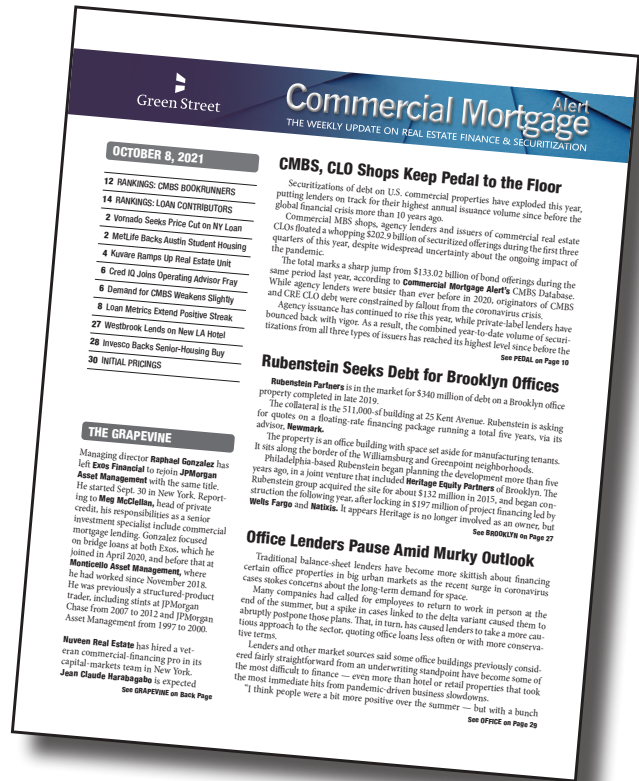 Green Street
Commercial Mortgage
Alert
THE WEEKLY UPDATE ON REAL ESTATE FINANCE & SECURITIZATION
OCTOBER 8, 2021
12 RANKINGS: CMBS BOOKRUNNERS
14 RANKINGS: LOAN CONTRIBUTORS
2 Vornado Seeks Price Cut on NY Loan
2 MetLife Backs Austin Student Housing
4 Kuvare Ramps Up Real Estate Unit
6 Cred IQ Joins Operating Advisor Fray
6 Demand for CMBS Weakens Slightly
8 Loan Metrics Extend Positive Streak
27 Westbrook Lends on New LA Hotel
28 Invesco Backs Senior-Housing Buy
30 INITIAL PRICINGS
THE GRAPEVINE
Managing director Raphael Gonzalez has
left Exos Financial to rejoin JPMorgan
Asset Management with the same title.
He started Sept. 30 in New York. Report-
ing to Meg McClellan, head of private
credit, his responsibilities as a senior
investment specialist include commercial
mortgage lending. Gonzalez focused
on bridge loans at both Exos, which he
joined in April 2020, and before that at
Monticello Asset Management, where
he had worked since November 2018.
He was previously a structured-product
trader, including stints at JPMorgan
Chase from 2007 to 2012 and JPMorgan
Asset Management from 1997 to 2000.
Nuveen Real Estate has hired a vet-
eran commercial-financing pro in its
capital-markets team in New York.
Jean Claude Harabagabo is expected
See GRAPEVINE on Back Page
CMBS, CLO Shops Keep Pedal to the Floor
Securitizations of debt on U.S. commercial properties have exploded this year,
putting lenders on track for their highest annual issuance volume since before the
global financial crisis more than 10 years ago.
Commercial MBS shops, agency lenders and issuers of commercial real estate
CLOs floated a whopping $202.9 billion of securitized offerings during the first three
quarters of this year, despite widespread uncertainty about the ongoing impact of
the pandemic.
The total marks a sharp jump from $133.02 billion of bond offerings during the
same period last year, according to Commercial Mortgage Alert's CMBS Database.
While agency lenders were busier than ever before in 2020, originators of CMBS
and CRE CLO debt were constrained by fallout from the coronavirus crisis.
Agency issuance has continued to rise this year, while private-label lenders have
bounced back with vigor. As a result, the combined year-to-date volume of securi-
tizations from all three types of issuers has reached its highest level since before the
See PEDAL on Page 10
Rubenstein Seeks Debt for Brooklyn Offices
Rubenstein Partners is in the market for $340 million of debt on a Brooklyn office
property completed in late 2019.
The collateral is the 511,000-sf building at 25 Kent Avenue. Rubenstein is asking
for quotes on a floating-rate financing package running a total five years, via its
advisor, Newmark.
The property is an office building with space set aside for manufacturing tenants.
It sits along the border of the Williamsburg and Greenpoint neighborhoods.
Philadelphia-based Rubenstein began planning the development more than five
years ago, in a joint venture that included Heritage Equity Partners of Brooklyn. The
Rubenstein group acquired the site for about $132 million in 2015, and began con-
struction the following year, after locking in $197 million of project financing led by
Wells Fargo and Natixis. It appears Heritage is no longer involved as an owner, but
See BROOKLYN on Page 27
Office Lenders Pause Amid Murky Outlook
Traditional balance-sheet lenders have become more skittish about financing
certain office properties in big urban markets as the recent surge in coronavirus
cases stokes concerns about the long-term demand for space.
Many companies had called for employees to return to work in person at the
end of the summer, but a spike in cases linked to the delta variant caused them to
abruptly postpone those plans. That, in turn, has caused lenders to take a more cau-
tious approach to the sector, quoting office loans less often or with more conserva-
tive terms.
Lenders and other market sources said some office buildings previously consid-
ered fairly straightforward from an underwriting standpoint have become some of
the most difficult to finance — even more than hotel or retail properties that took
the most immediate hits from pandemic-driven business slowdowns.
"I think people were a bit more positive over the summer — but with a bunch
See OFFICE on Page 29